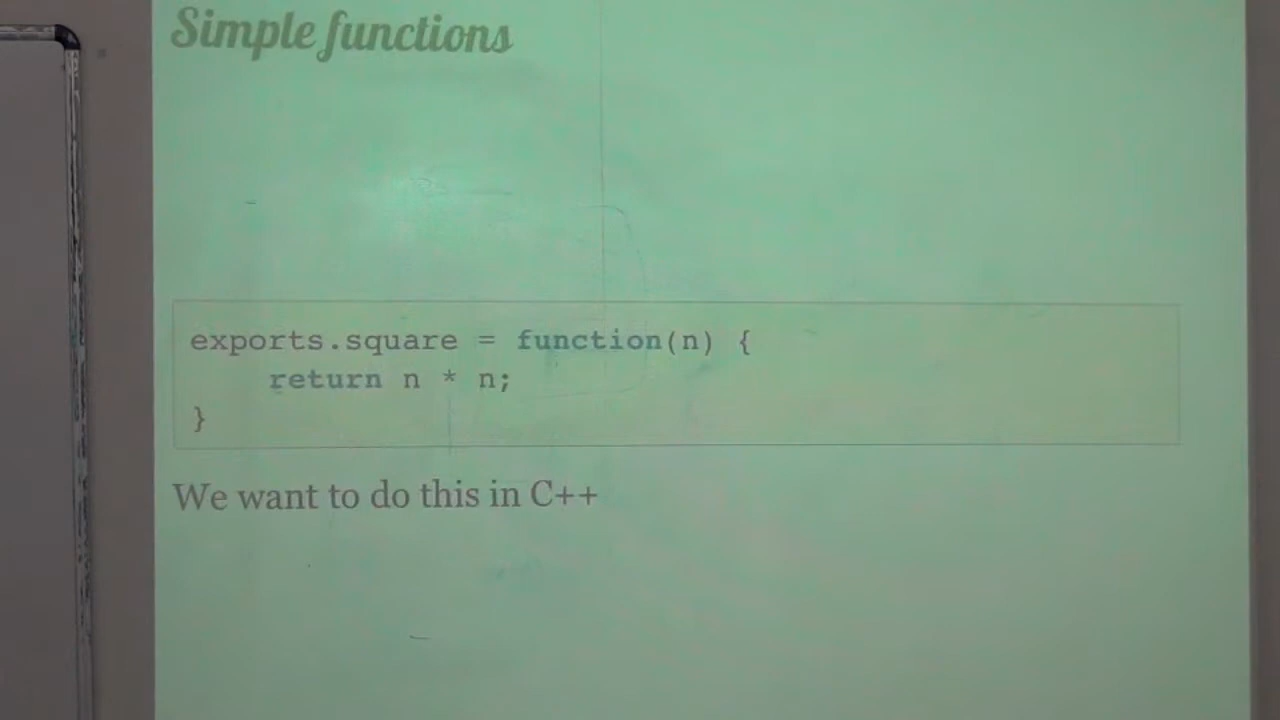 Simple functions
exports.square = function(n) {
    return n * n;
}
We want to do this in C++